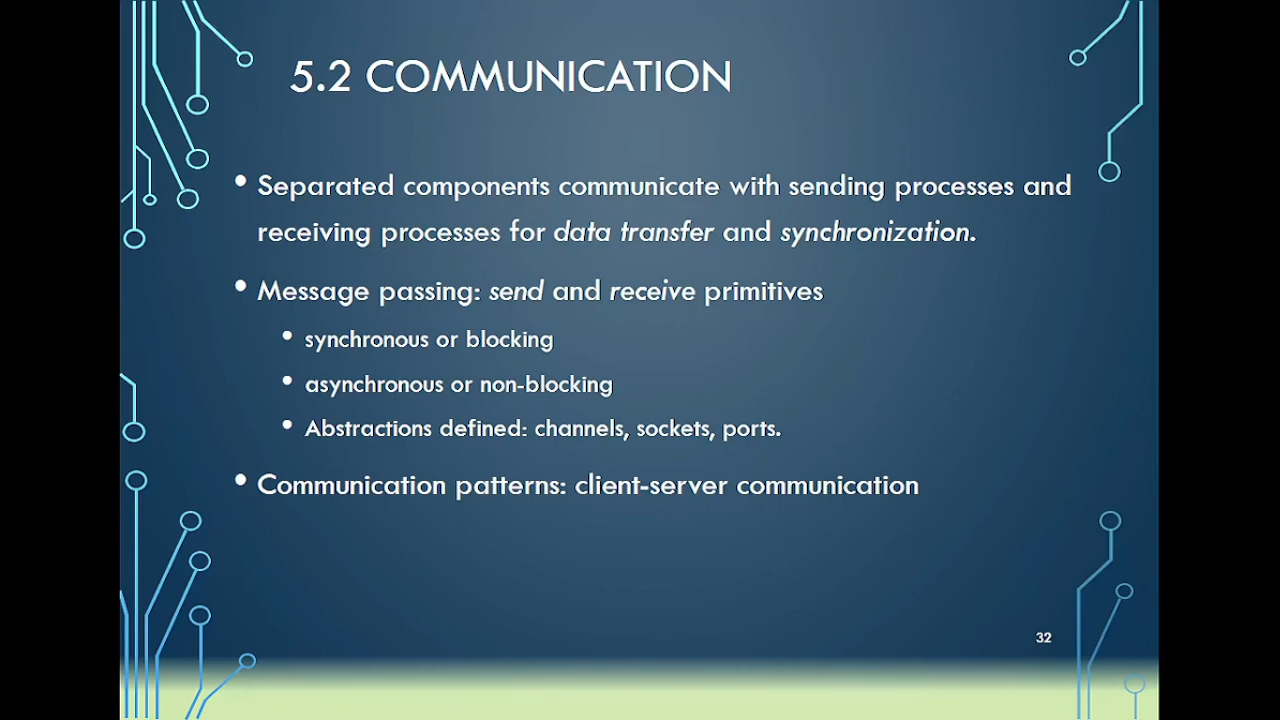 5.2 COMMUNICATION
• Separated components communicate with sending processes and
receiving processes for data transfer and synchronization.
• Message passing: send and receive primitives
• synchronous or blocking
• asynchronous or non-blocking
• Abstractions defined: channels, sockets, ports.
• Communication patterns: client-server communication
32